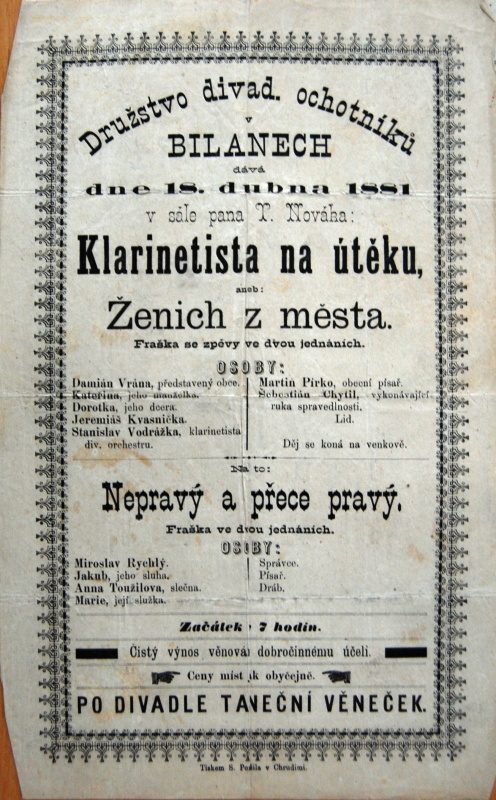 Družstvo divad. ochotníků
v
BILANECH
dává
dne 18. dubna 1881
v sále pana T. Nováka:
Klarinetista na útěku,
aneb:
Ženich z města.
Fraška se zpěvy ve dvou jednáních.
OSOBY:
Damián Vrána, představený obce.
Kateřina, jeho manželka.
Dorotka, jeho dcera.
Jeremiáš Kvasnička.
Stanislav Vodrážka, klarinetista
div. orchestru.
Martin Pírko, obecní písař.
Šebestián Chytil, vykonávající
ruka spravedlnosti.
Lid.
Děj se koná na venkově.
Na to:
Nepravý a přece pravý.
Fraška ve dvou jednáních.
OSOBY:
Miroslav Rychlý.
Jakub, jeho sluha.
Anna Toužilova, slečna.
Marie, její služka.
Správce.
Písař.
Dráb.
Začátek v 7 hodin.
Čistý výnos věnován dobročinnému účeli.
Ceny míst jak obyčejně.
PO DIVADLE TANEČNÍ VĚNEČEK.
Tiskem S. Pošila v Chrudimi.